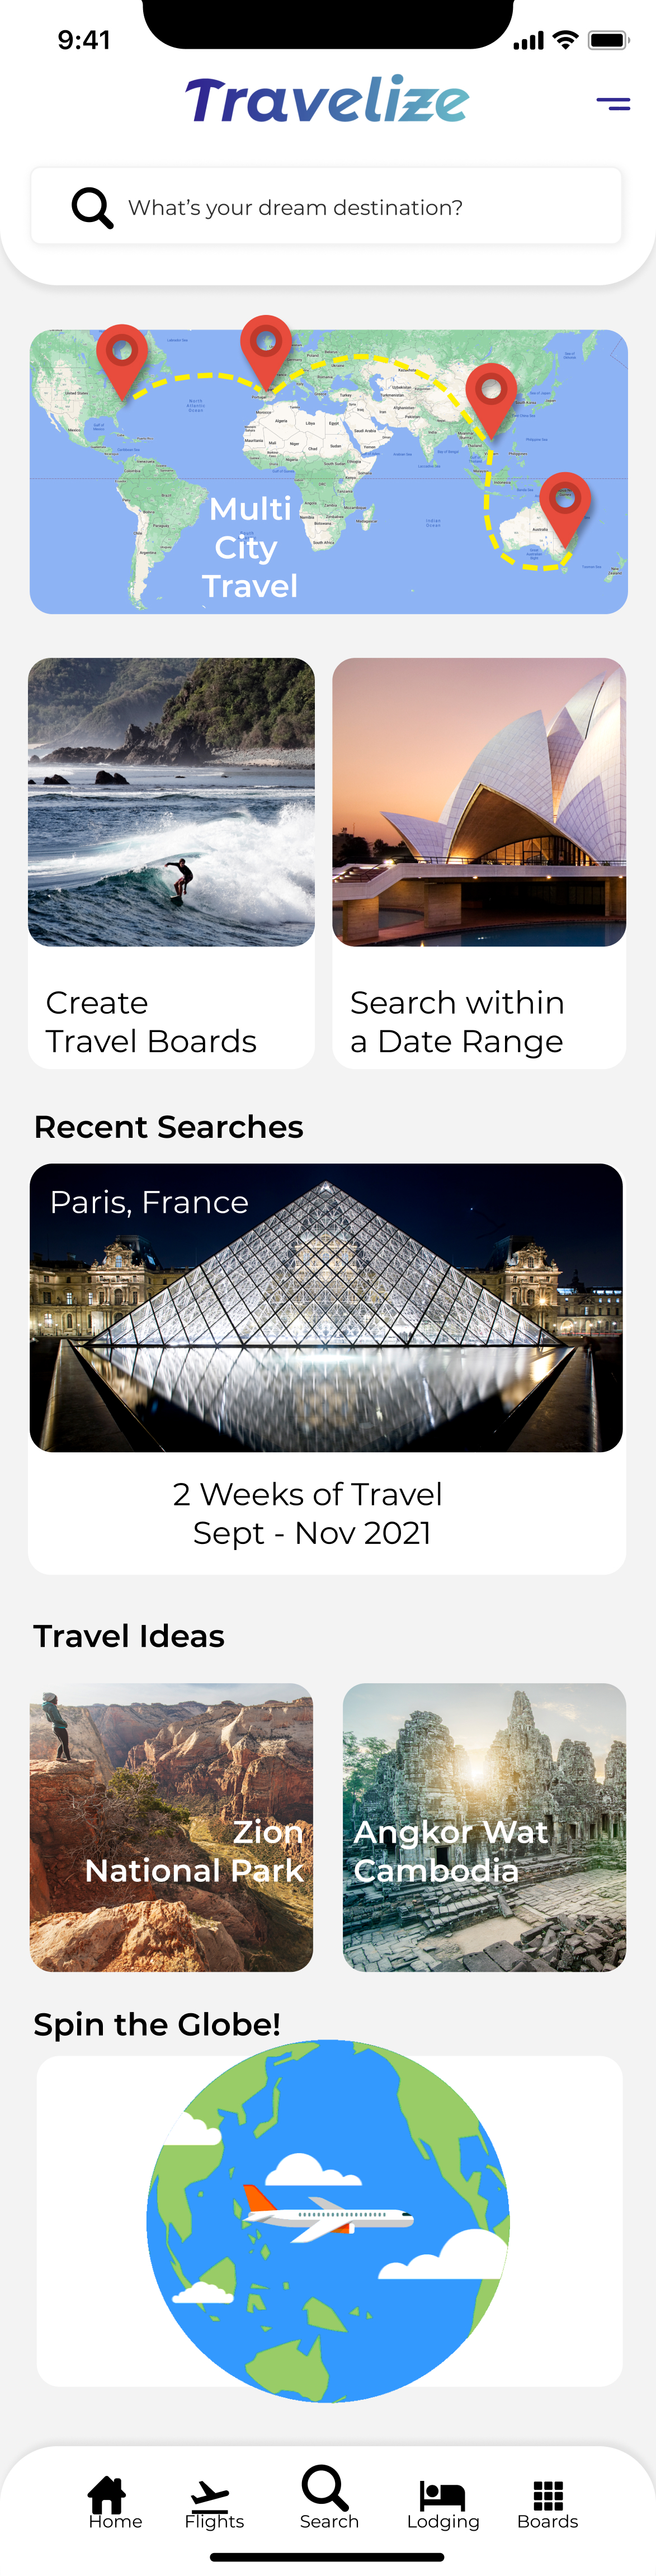 9:41
Travelize
What's your dream destination?
Multi
City
Travel
Create
Travel Boards
Search within
a Date Range
Recent Searches
Paris, France
2 Weeks of Travel
Sept - Nov 2021
Travel Ideas
Zion
National Park
Angkor Wat
Cambodia
Spin the Globe!
Home
Flights
Search
Lodging
Boards